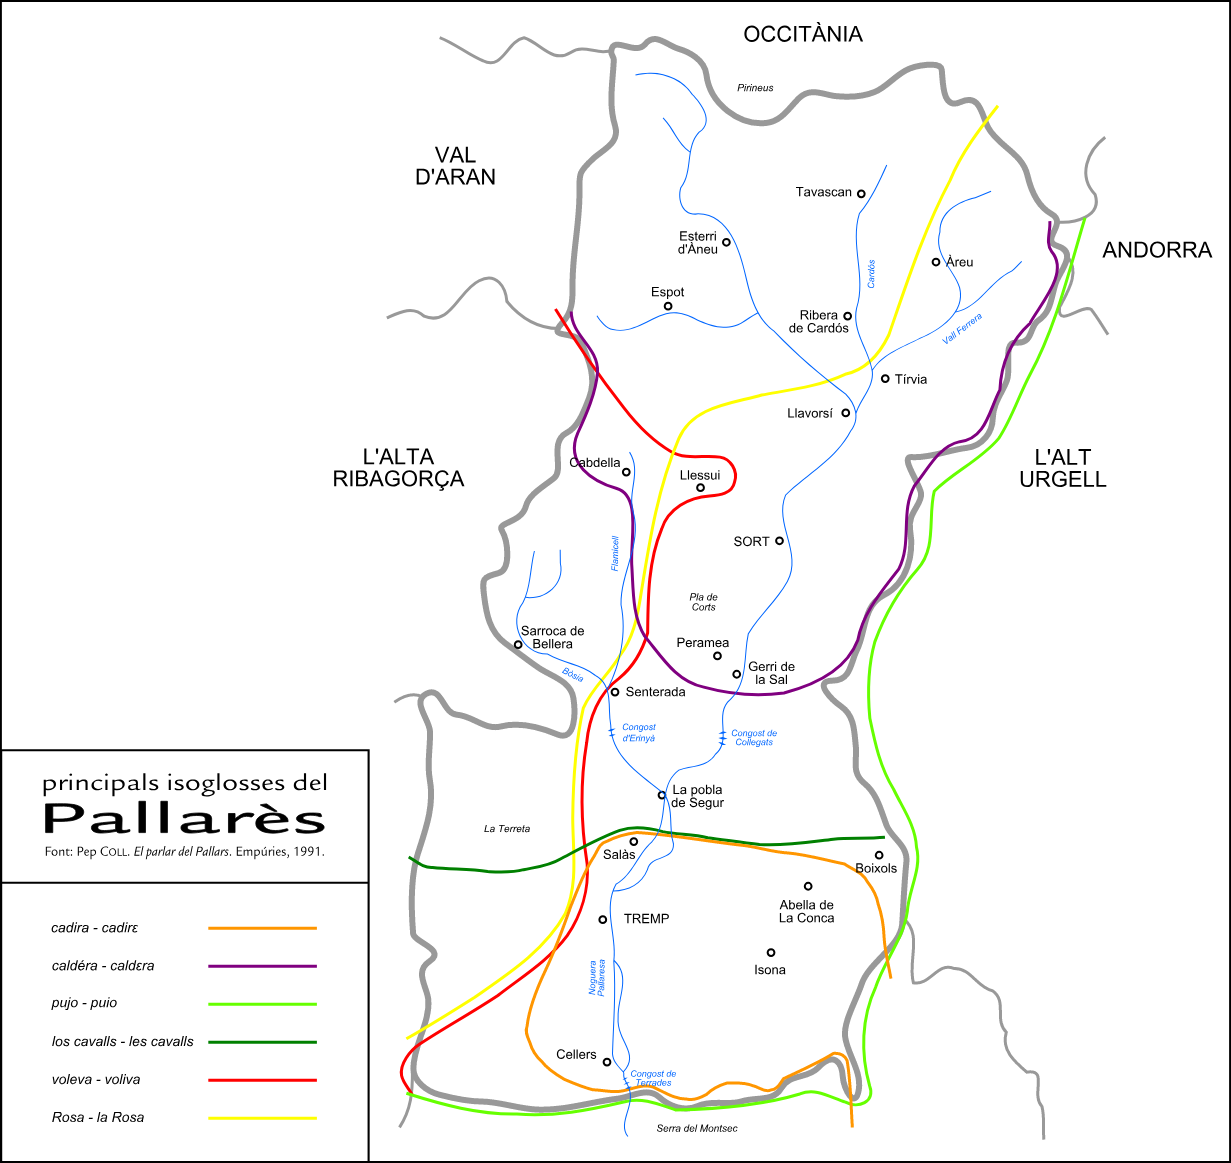 OCCITÀNIA
Pirineus
VAL
D'ARAN
Tavascan
Esterri
d'Àneu
ANDORRA
Àreu
Cardós
Espot
Ribera
de Cardós
Vall Ferrera
Tírvia
Llavorsí
L'ALTA
RIBAGORÇA
Cabdella
Llessui
L'ALT
URGELL
SORT
Flamicell
Pla de
Corts
Sarroca de
Bellera
Peramea
Gerri de
la Sal
Bòsia
Senterada
Congost
d'Erinyà
Congost de
Collegats
La pobla
de Segur
La Terreta
Salàs
Boixols
Abella de
La Conca
TREMP
Isona
Noguera
Pallaresa
Cellers
Congost de
Terrades
Serra del Montsec
principals isoglosses del
Pallarès
Font: Pep COLL. El parlar del Pallars. Empúries, 1991.
cadira - cadirɛ
caldéra - caldɛra
pujo - puio
los cavalls - les cavalls
voleva - voliva
Rosa - la Rosa